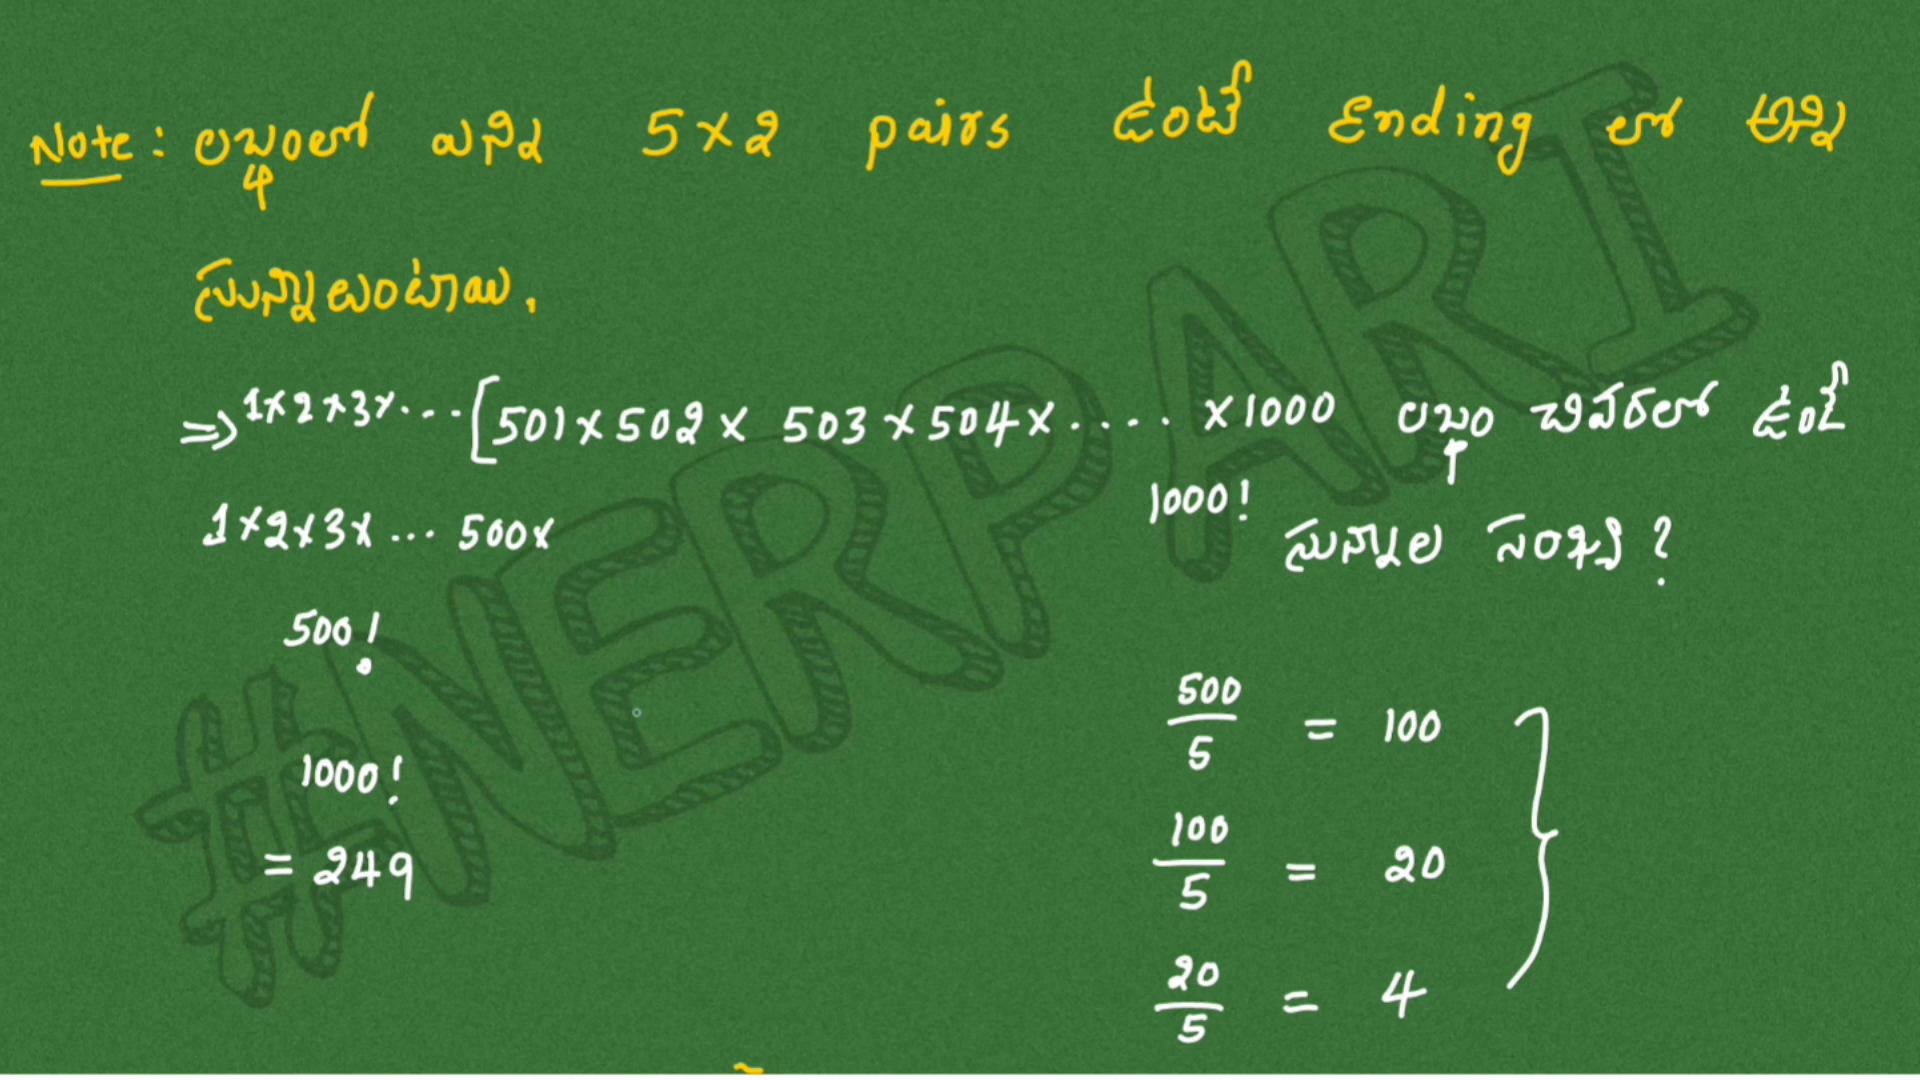 Note: లబ్ధంలో ఎన్ని 5×2 pairs ఉంటే Ending లో అన్ని
సున్నాలుంటాయి.
⇒ 1×2×3×...[501×502×503×504×....×1000 లబ్ధం చివరలో ఉండే
1000! సున్నాల సంఖ్య?
1×2×3×...500×
500!
1000!
= 249
500/5 = 100
100/5 = 20
20/5 = 4
#NERPARI